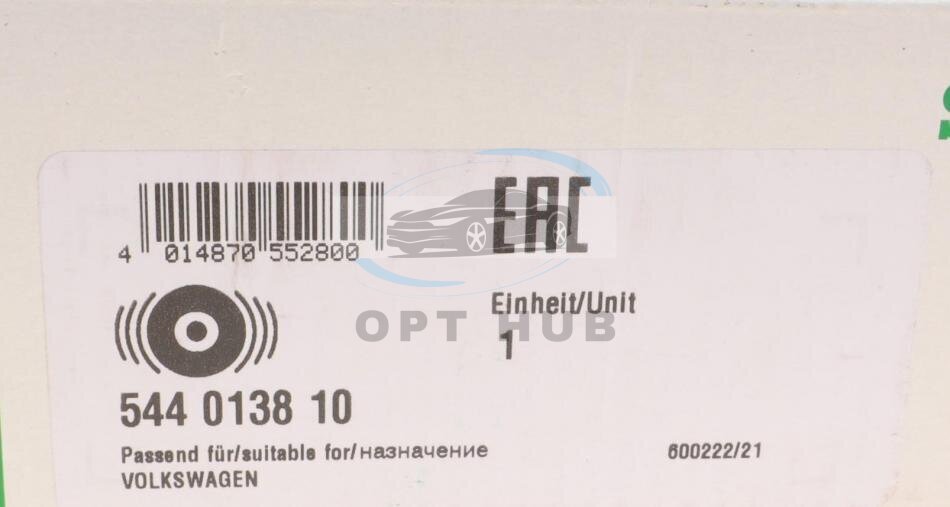 EAC
4 014870 552800
Einheit/Unit
OPT HUB
1
544 0138 10
Passend für/suitable for/назначение
600222/21
VOLKSWAGEN